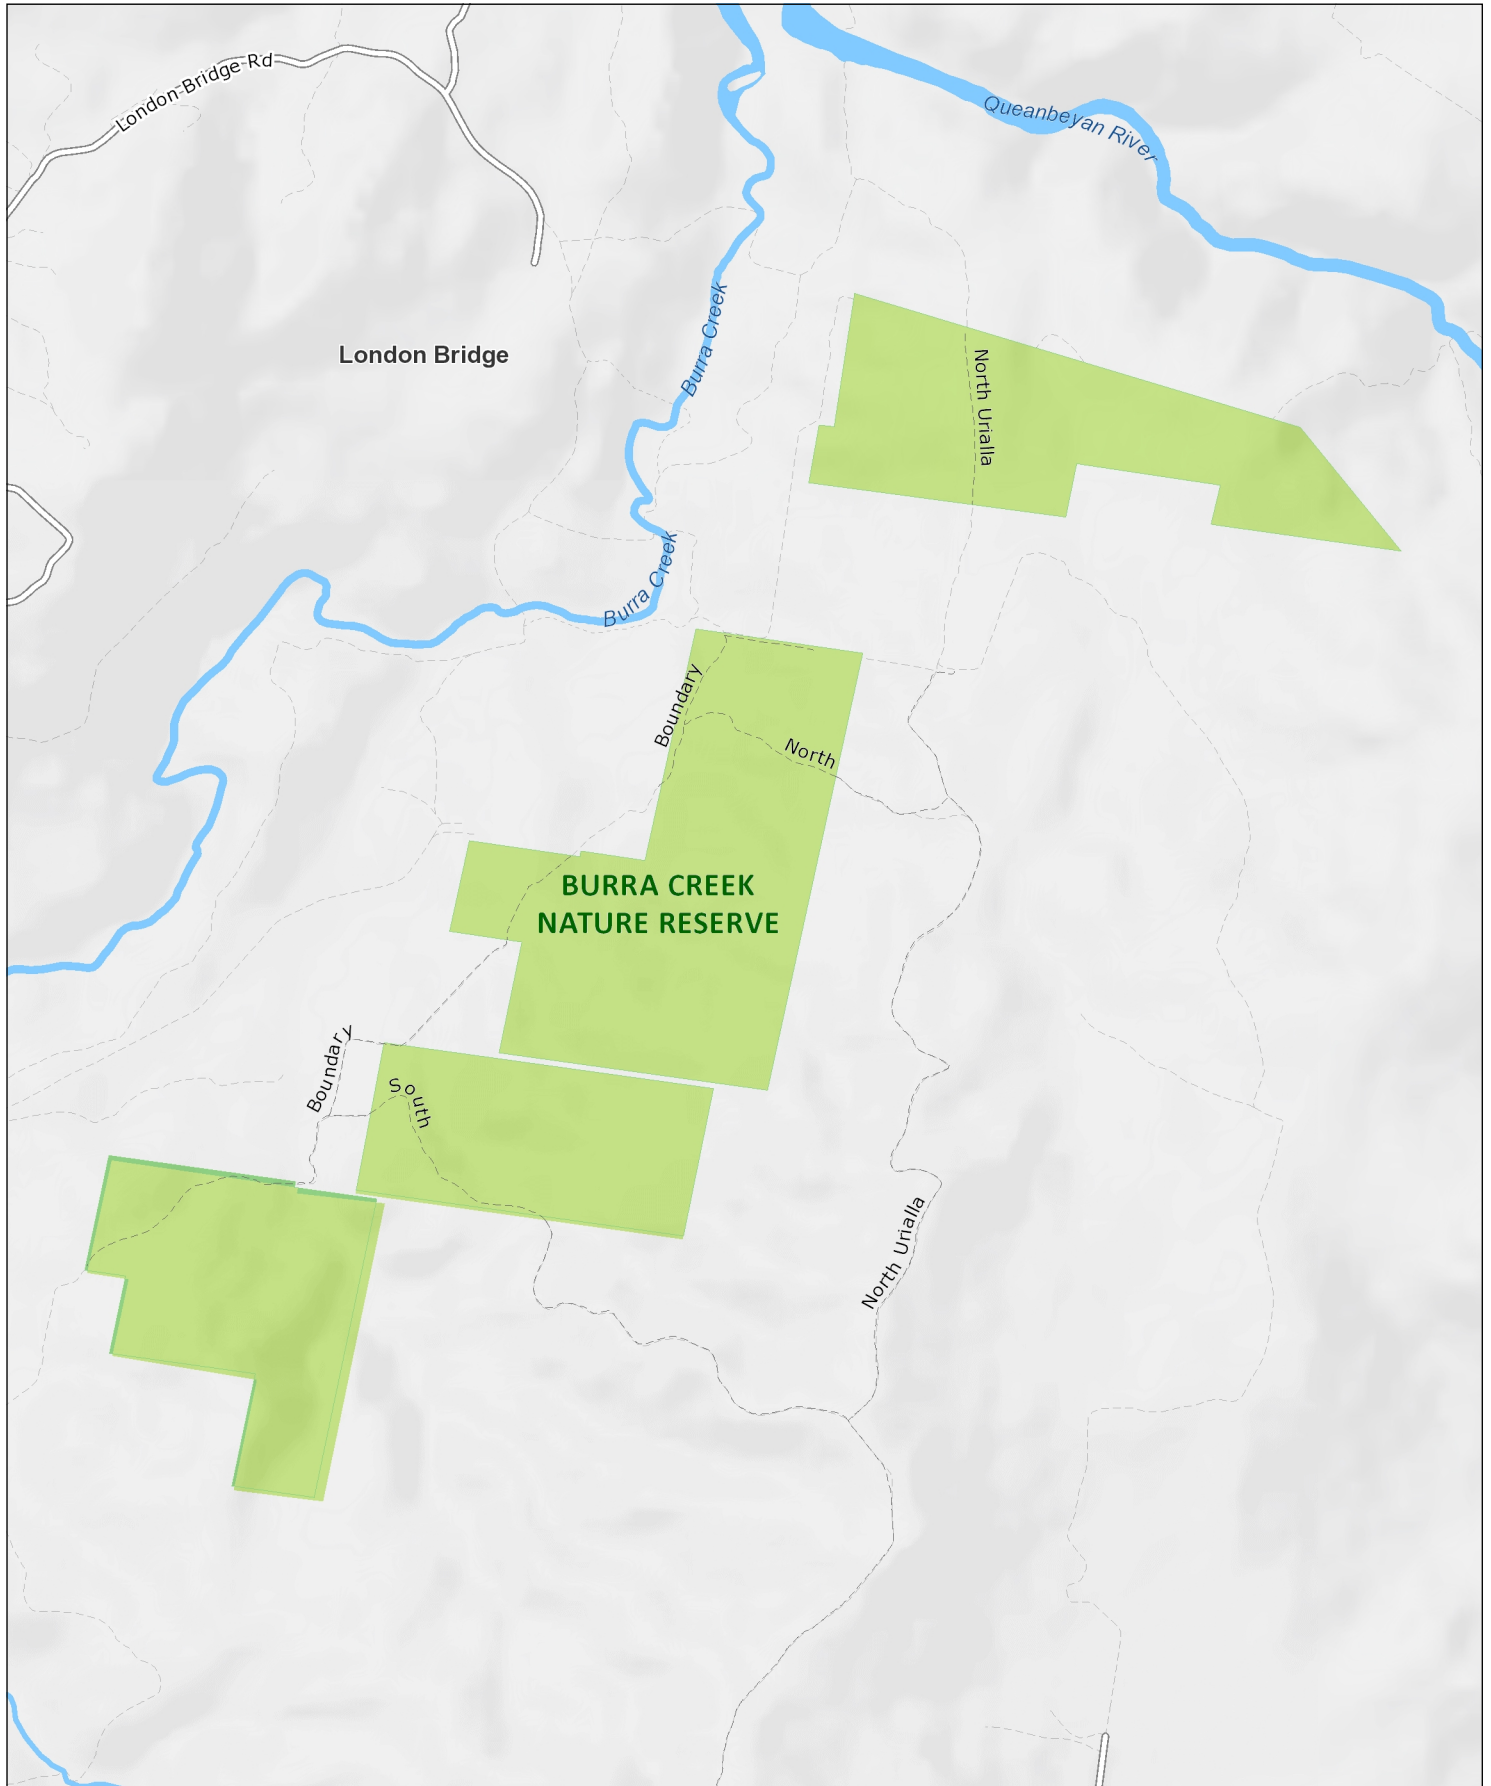 London Bridge Rd
Queanbeyan River
Burra Creek
London Bridge
North Urialla
Burra Creek
Boundary
North
BURRA CREEK
NATURE RESERVE
Boundary
South
North Urialla